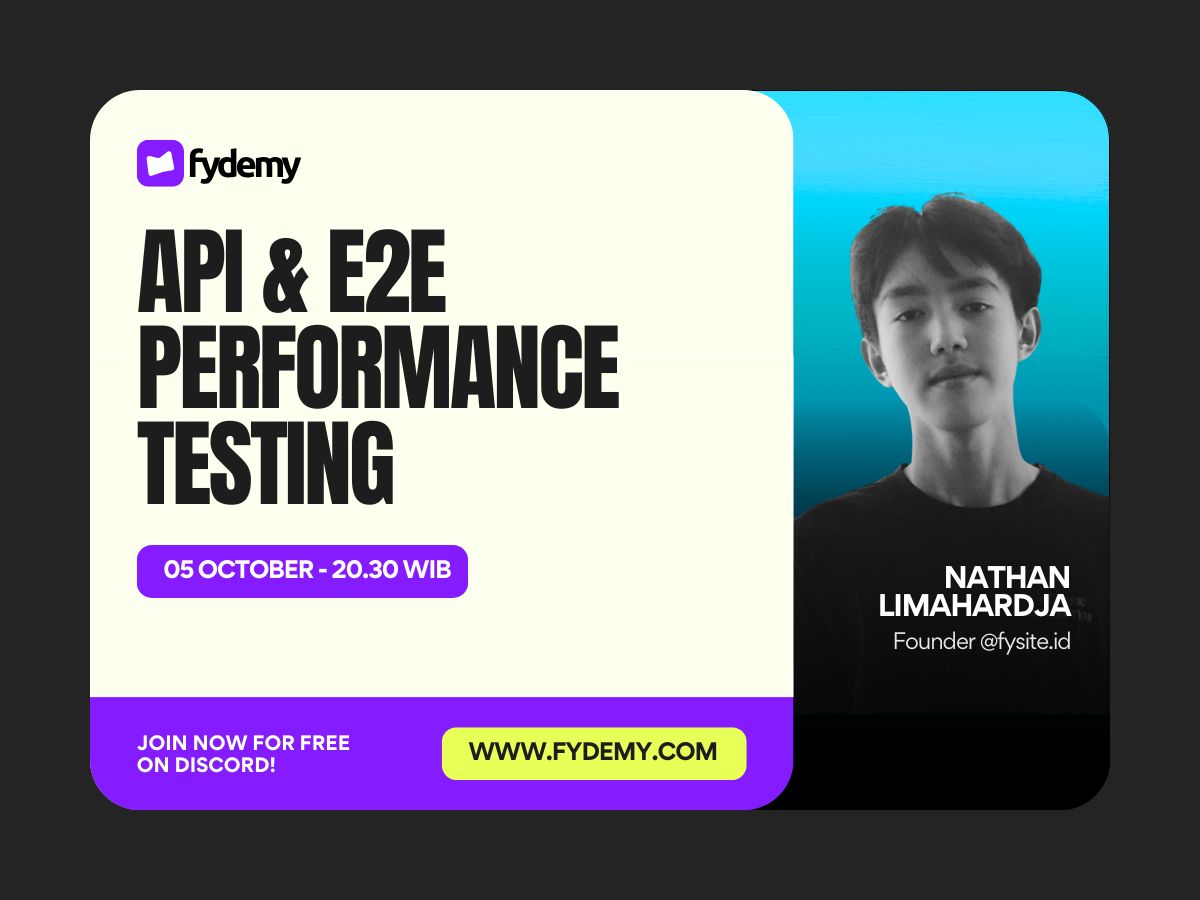 fydemy
API & E2E
PERFORMANCE
TESTING
05 OCTOBER - 20.30 WIB
JOIN NOW FOR FREE
ON DISCORD!
WWW.FYDEMY.COM
NATHAN
LIMAHARDJA
Founder @fysite.id